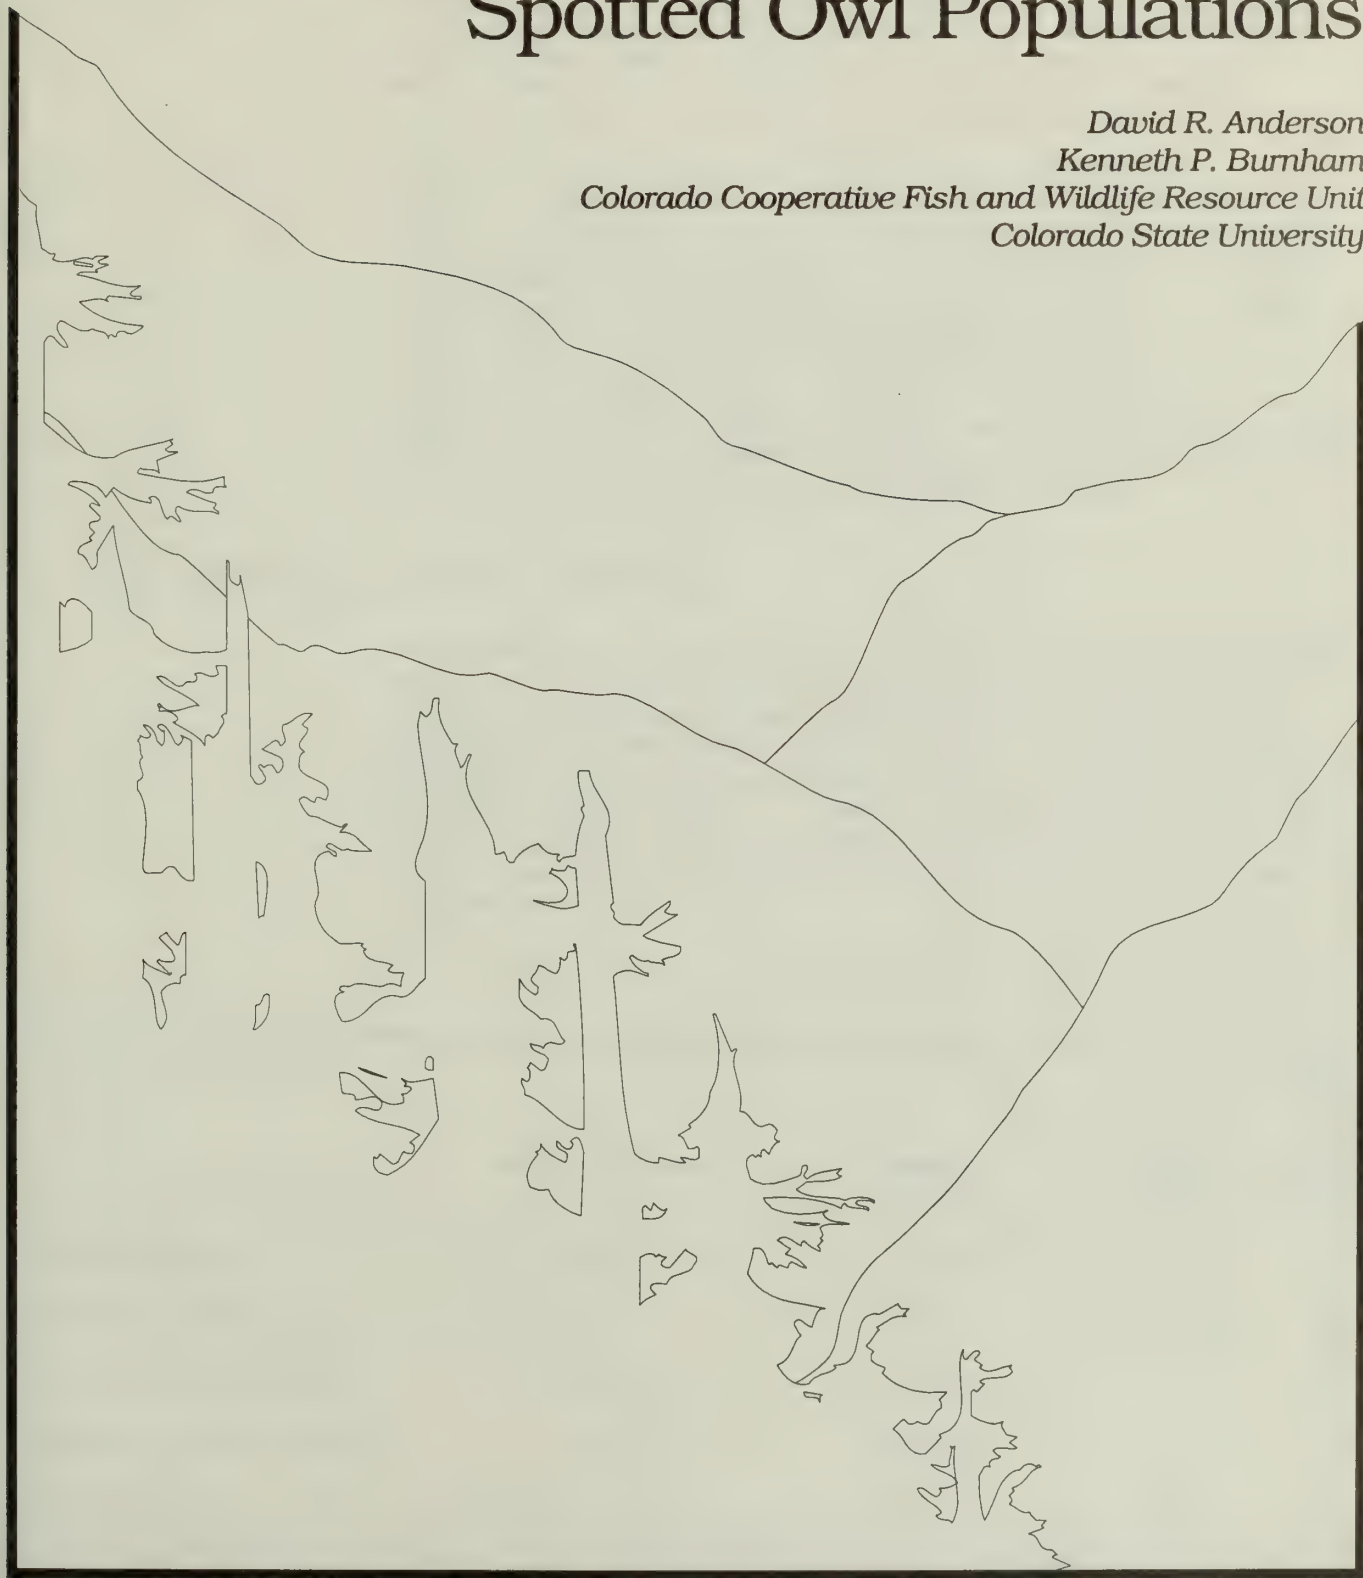 Spotted Owl Populations
David R. Anderson
Kenneth P. Burnham
Colorado Cooperative Fish and Wildlife Resource Unit
Colorado State University